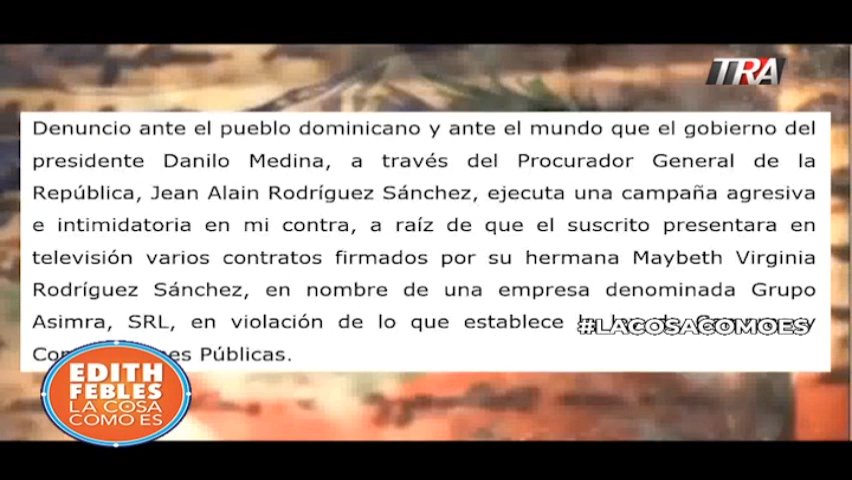 TRA
Denuncio ante el pueblo dominicano y ante el mundo que el gobierno del
presidente Danilo Medina, a través del Procurador General de la
República, Jean Alain Rodríguez Sánchez, ejecuta una campaña agresiva
e intimidatoria en mi contra, a raíz de que el suscrito presentara en
televisión varios contratos firmados por su hermana Maybeth Virginia
Rodríguez Sánchez, en nombre de una empresa denominada Grupo
Asimra, SRL, en violación de lo que establece
#LACOSACOMOES
Públicas.
EDITH
FEBLES
LA COSA
COMO ES